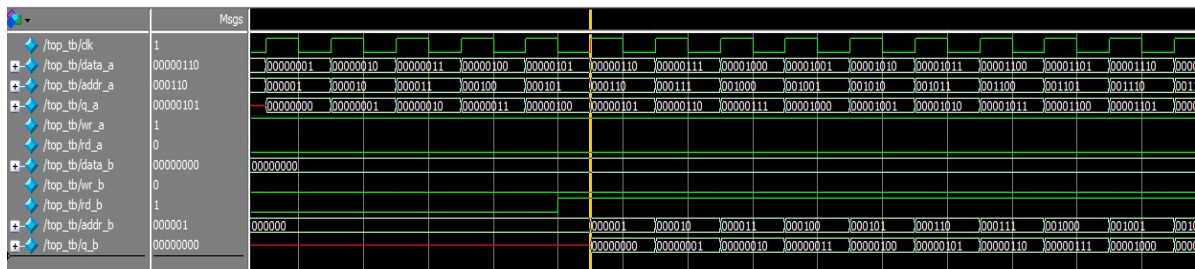 Msgs
/top_tb/clk 1
/top_tb/data_a 00000110 00000001 00000010 00000011 00000100 00000101 00000110 00000111 00001000 00001001 00001010 00001011 00001100 00001101 00001110 000
/top_tb/addr_a 000110 000001 000010 000011 000100 000101 000110 000111 001000 001001 001010 001011 001100 001101 001110 001
/top_tb/q_a 00000101 00000000 00000001 00000010 00000011 00000100 00000101 00000110 00000111 00001000 00001001 00001010 00001011 00001100 00001101 000
/top_tb/wr_a 1
/top_tb/rd_a 0
/top_tb/data_b 00000000 00000000
/top_tb/wr_b 0
/top_tb/rd_b 1
/top_tb/addr_b 000001 000000 000001 000010 000011 000100 000101 000110 000111 001000 001001 001
/top_tb/q_b 00000000 00000000 00000001 00000010 00000011 00000100 00000101 00000110 00000111 00001000 000